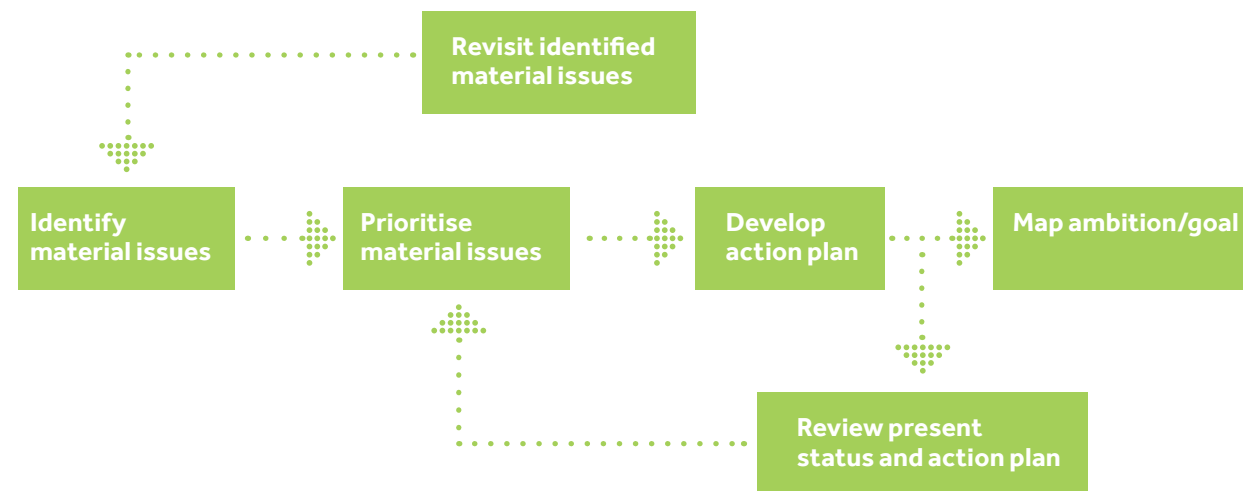 Revisit identified
material issues
Identify
material issues
Prioritise
material issues
Develop
action plan
Map ambition/goal
Review present
status and action plan